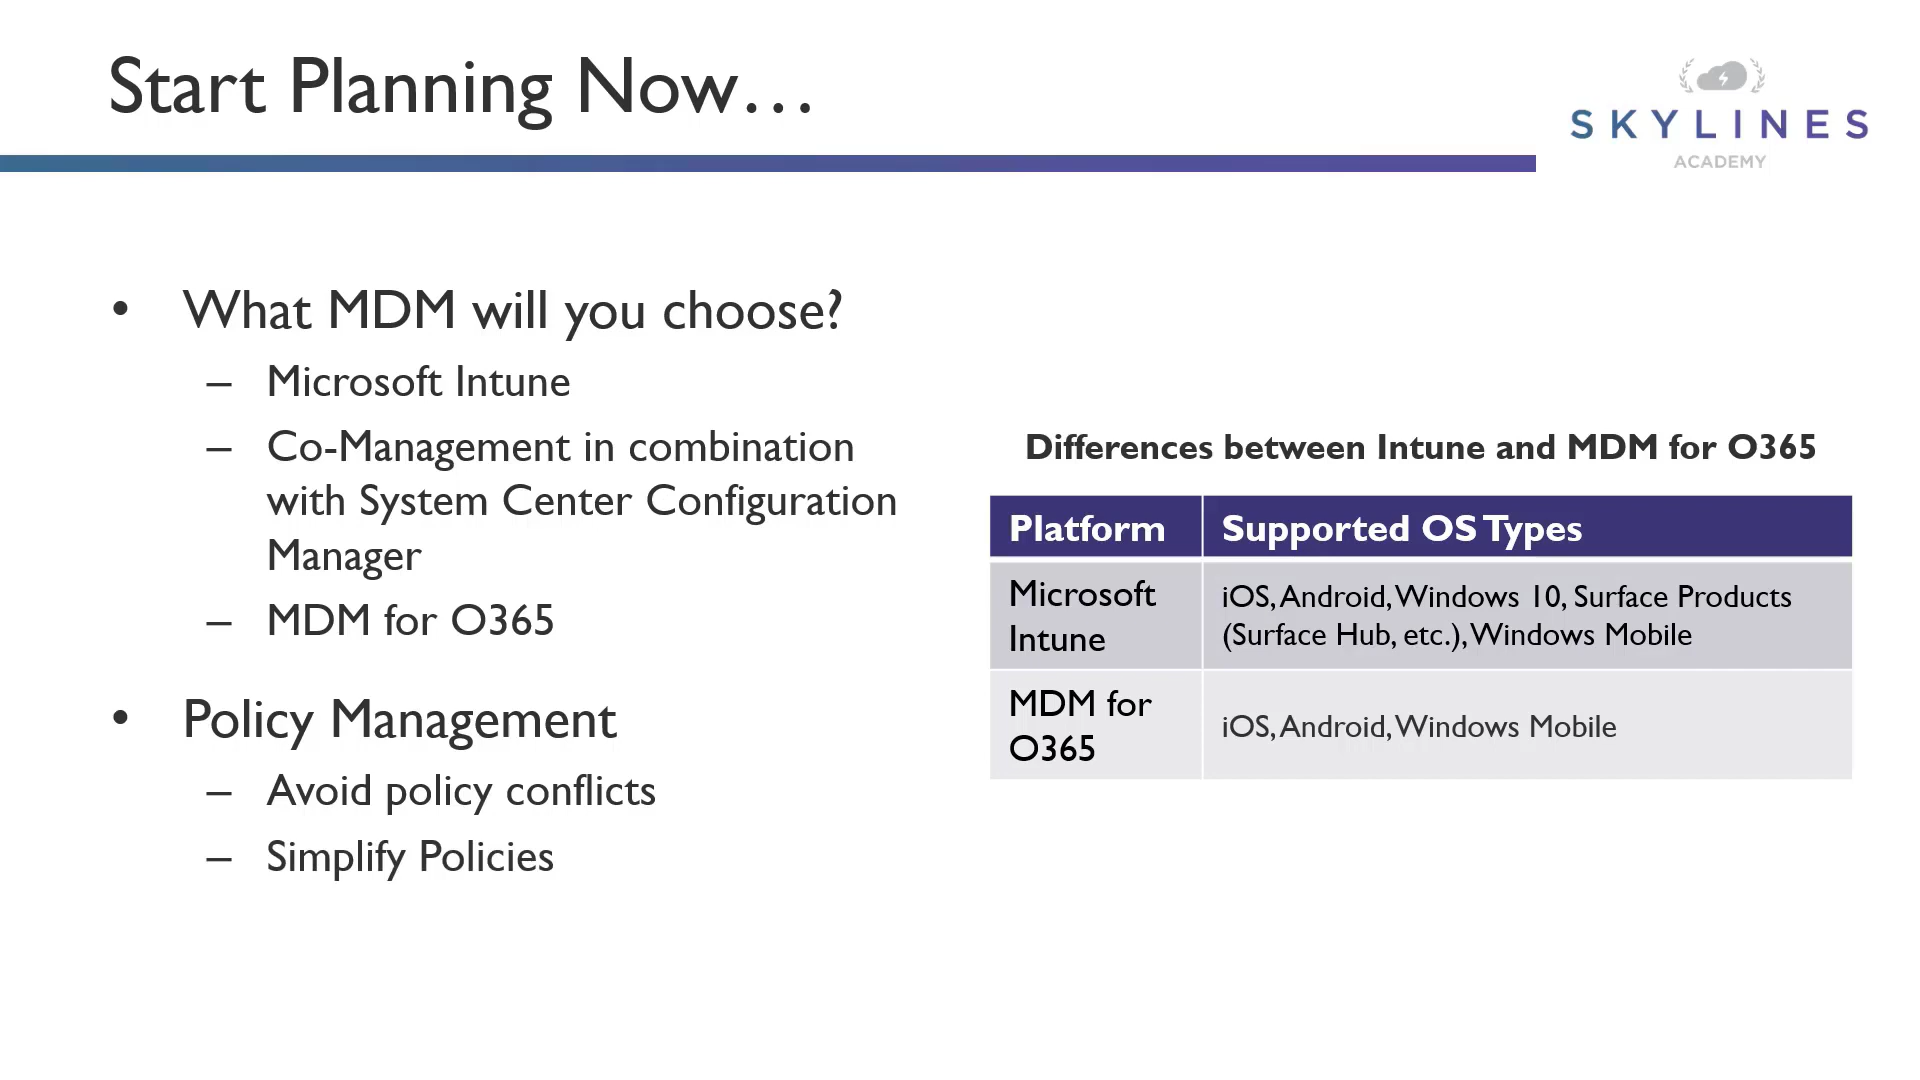 Start Planning Now…
SKYLINES
ACADEMY
• What MDM will you choose?
– Microsoft Intune
– Co-Management in combination
with System Center Configuration
Manager
– MDM for O365
• Policy Management
– Avoid policy conflicts
– Simplify Policies
Differences between Intune and MDM for O365
Platform
Supported OS Types
Microsoft
Intune
iOS, Android, Windows 10, Surface Products
(Surface Hub, etc.), Windows Mobile
MDM for
O365
iOS, Android, Windows Mobile